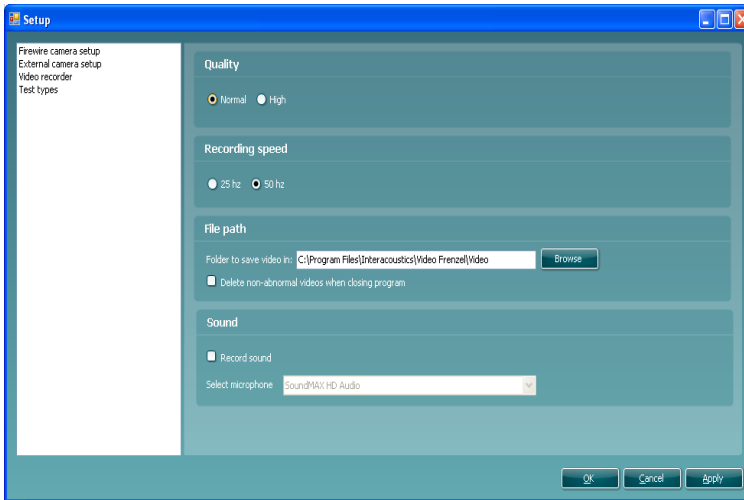 Setup
Firewire camera setup
External camera setup
Video recorder
Test types
Quality
Normal High
Recording speed
25 hz 50 hz
File path
Folder to save video in: C:\Program Files\Interacoustics\Video Frenzel\Video Browse
Delete non-abnormal videos when closing program
Sound
Record sound
Select microphone SoundMAX HD Audio
OK Cancel Apply